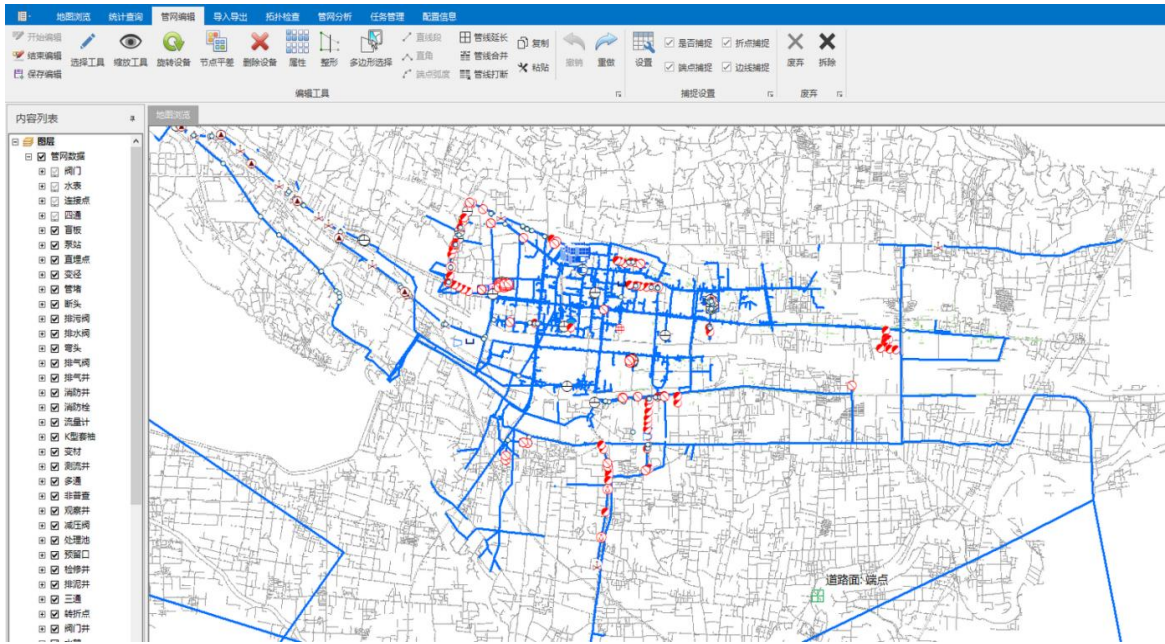 地图浏览 统计查询 管网编辑 导入导出 拓扑检查 管网分析 任务管理 配置信息
开始编辑 直线段 管线延长 复制 是否捕捉 折点捕捉
结束编辑 选择工具 缩放工具 旋转设备 节点平差 删除设备 属性 整形 多边形选择 直角 管线合并 撤销 重做 设置 废弃 拆除
保存编辑 端点弧度 管线打断 粘贴 端点捕捉 边线捕捉
编辑工具 捕捉设置 废弃
内容列表 地图浏览
图层
管网数据
阀门
水表
连接点
四通
盲板
泵站
直埋点
变径
管堵
断头
排污阀
排水阀
弯头
排气阀
排气井
消防井
消防栓
流量计
K型套袖
变材
测流井
多通
非普查
观察井
减压阀
处理池
预留口
检修井
排泥井
三通
转折点
阀门井
道路面: 端点